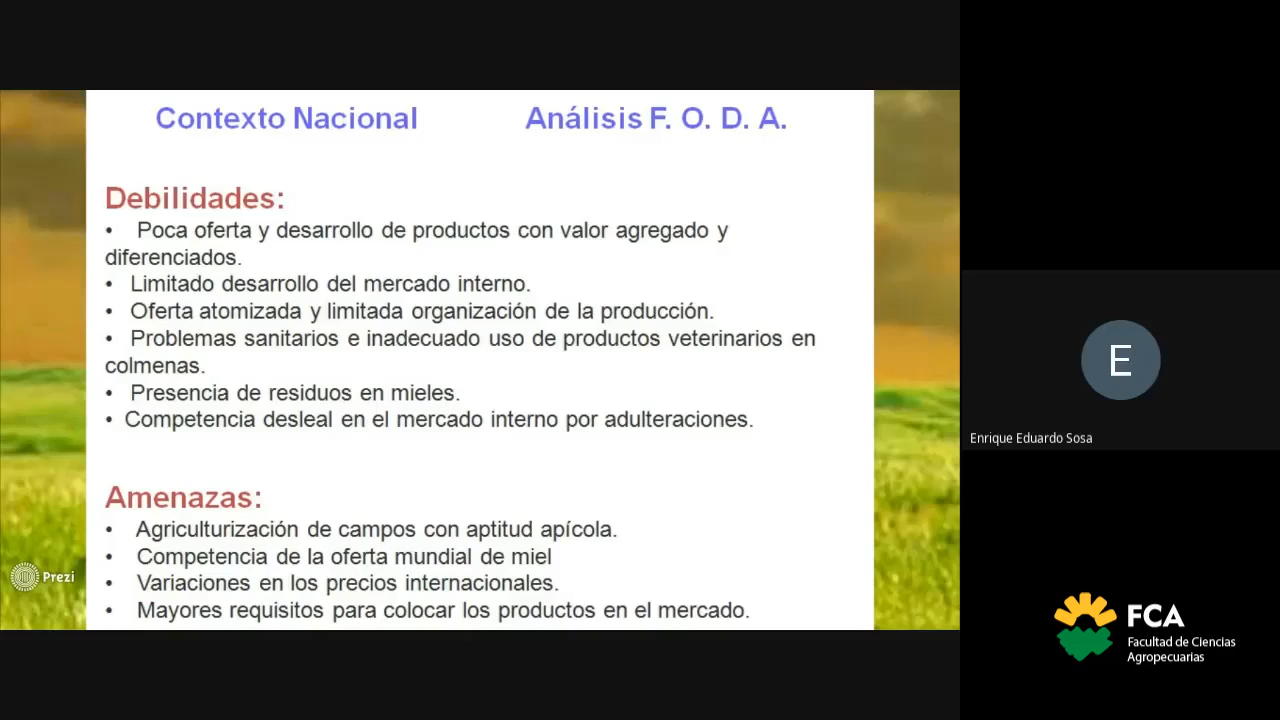 Contexto Nacional Análisis F. O. D. A.
Debilidades:
• Poca oferta y desarrollo de productos con valor agregado y
diferenciados.
• Limitado desarrollo del mercado interno.
• Oferta atomizada y limitada organización de la producción.
• Problemas sanitarios e inadecuado uso de productos veterinarios en
colmenas.
• Presencia de residuos en mieles.
• Competencia desleal en el mercado interno por adulteraciones.
Amenazas:
• Agriculturización de campos con aptitud apícola.
• Competencia de la oferta mundial de miel
• Variaciones en los precios internacionales.
• Mayores requisitos para colocar los productos en el mercado.
Prezi
E
Enrique Eduardo Sosa
FCA
Facultad de Ciencias
Agropecuarias